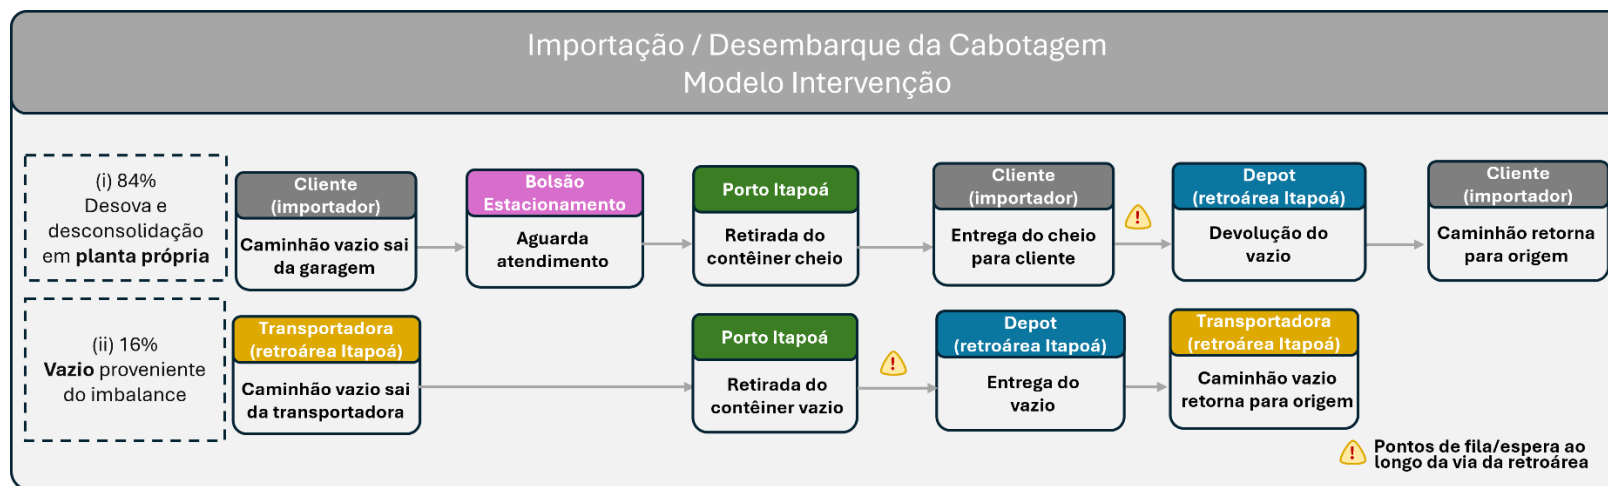 Importação / Desembarque da Cabotagem
Modelo Intervenção
(i) 84%
Desova e
desconsolidação
em planta própria
Cliente
(importador)
Caminhão vazio sai
da garagem
Bolsão
Estacionamento
Aguarda
atendimento
Porto Itapoá
Retirada do
contêiner cheio
Cliente
(importador)
Entrega do cheio
para cliente
Depot
(retroárea Itapoá)
Devolução do
vazio
Cliente
(importador)
Caminhão retorna
para origem
(ii) 16%
Vazio proveniente
do imbalance
Transportadora
(retroárea Itapoá)
Caminhão vazio sai
da transportadora
Porto Itapoá
Retirada do
contêiner vazio
Depot
(retroárea Itapoá)
Entrega do
vazio
Transportadora
(retroárea Itapoá)
Caminhão vazio
retorna para origem
Pontos de fila/espera ao
longo da via da retroárea